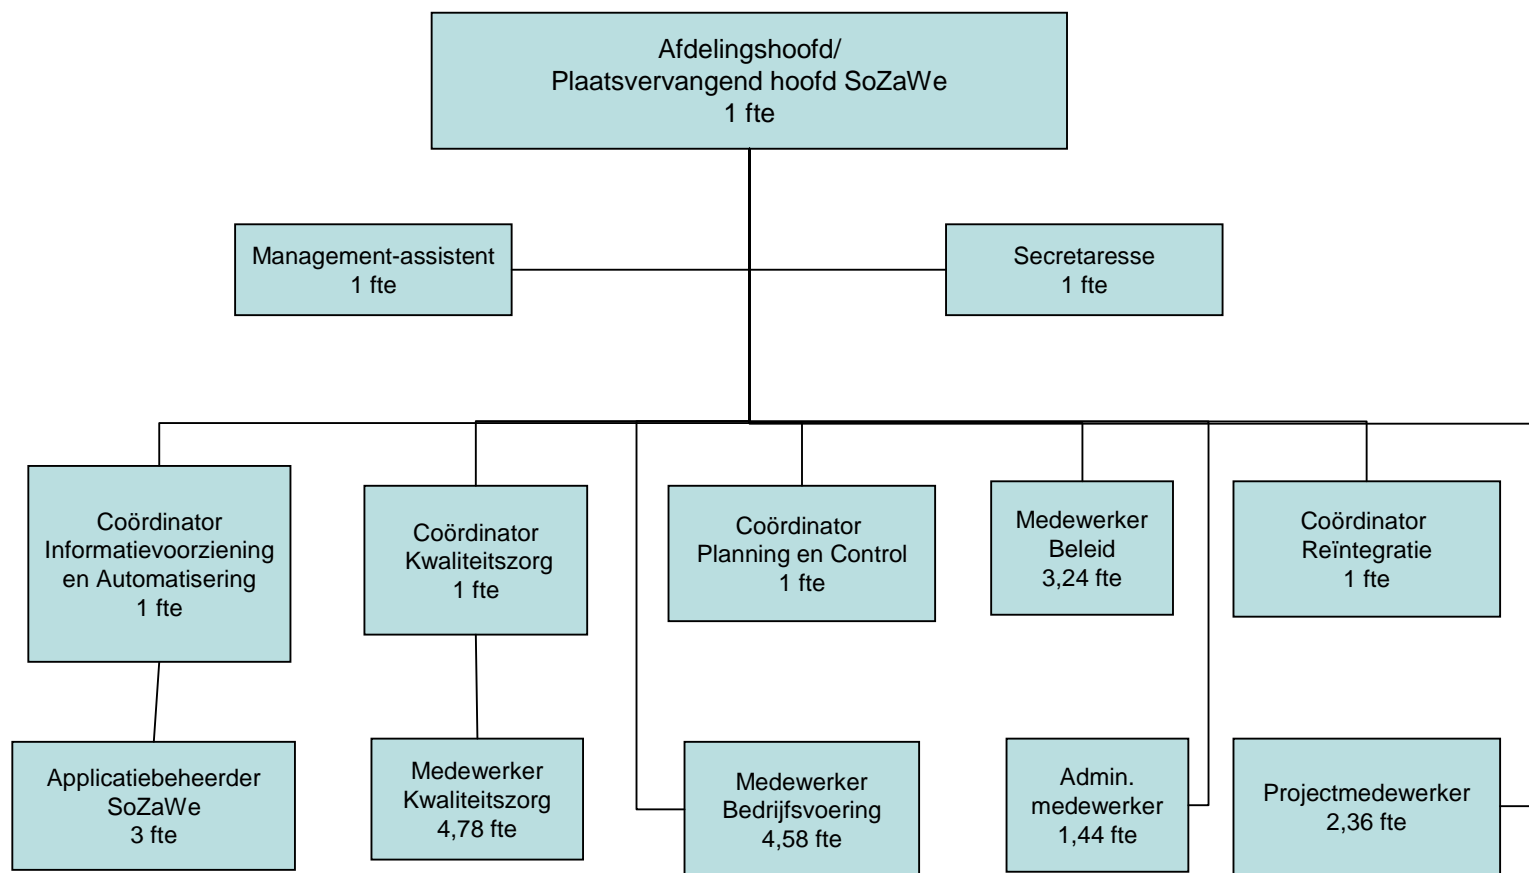 Afdelingshoofd/
Plaatsvervangend hoofd SoZaWe
1 fte
Management-assistent
1 fte
Secretaresse
1 fte
Coördinator
Informatievoorziening
en Automatisering
1 fte
Coördinator
Kwaliteitszorg
1 fte
Coördinator
Planning en Control
1 fte
Medewerker
Beleid
3,24 fte
Coördinator
Reïntegratie
1 fte
Applicatiebeheerder
SoZaWe
3 fte
Medewerker
Kwaliteitszorg
4,78 fte
Medewerker
Bedrijfsvoering
4,58 fte
Admin.
medewerker
1,44 fte
Projectmedewerker
2,36 fte